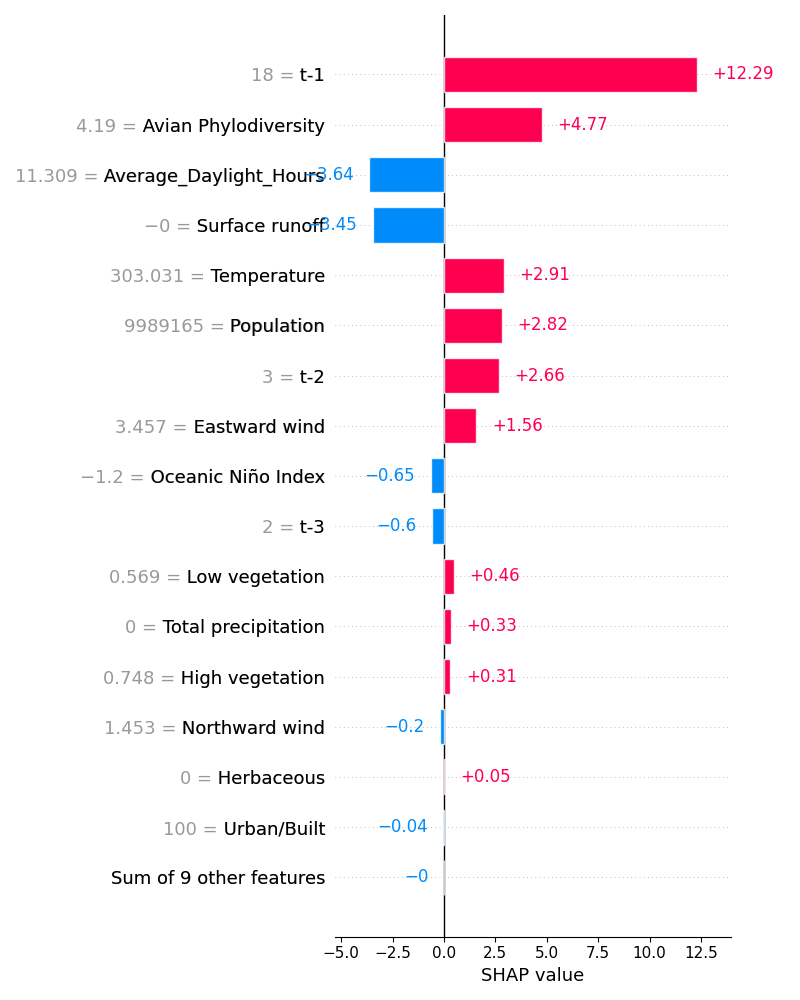 18 = t-1 +12.29
4.19 = Avian Phylodiversity +4.77
11.309 = Average_Daylight_Hours −3.64
−0 = Surface runoff −3.45
303.031 = Temperature +2.91
9989165 = Population +2.82
3 = t-2 +2.66
3.457 = Eastward wind +1.56
−1.2 = Oceanic Niño Index −0.65
2 = t-3 −0.6
0.569 = Low vegetation +0.46
0 = Total precipitation +0.33
0.748 = High vegetation +0.31
1.453 = Northward wind −0.2
0 = Herbaceous +0.05
100 = Urban/Built −0.04
Sum of 9 other features −0
−5.0 −2.5 0.0 2.5 5.0 7.5 10.0 12.5
SHAP value